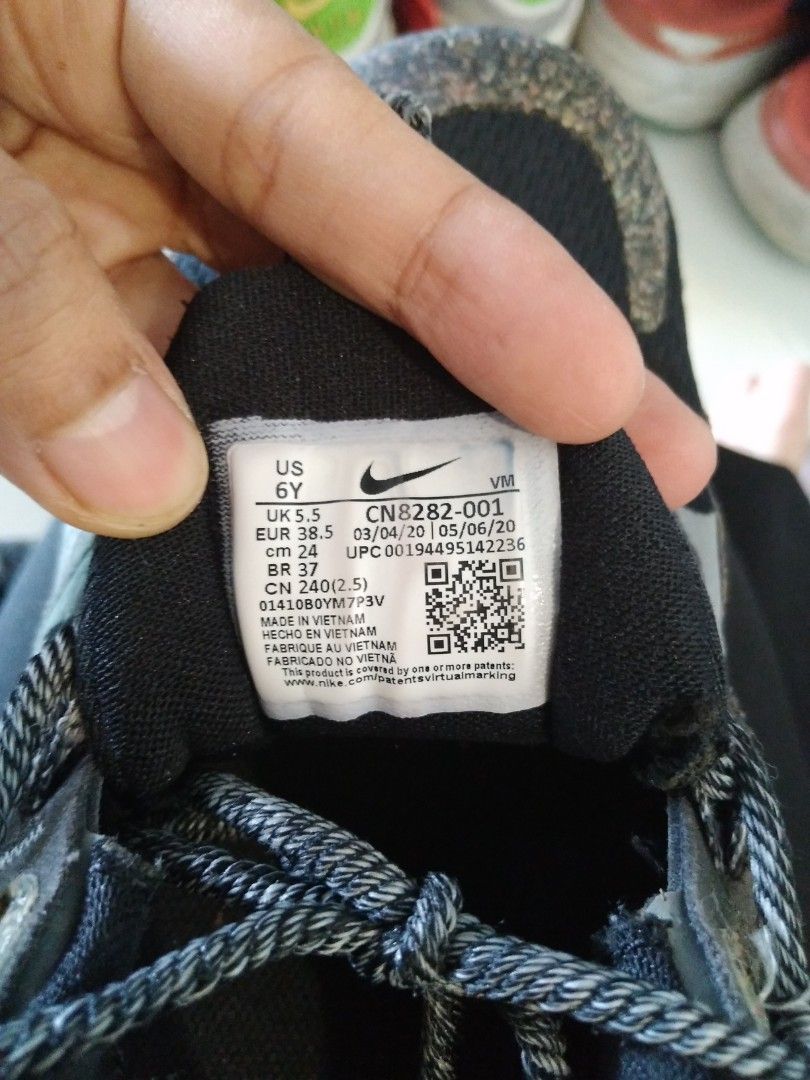 US
6Y
VM
UK 5.5 CN8282-001
EUR 38.5 03/04/20 | 05/06/20
cm 24 UPC 00194495142236
BR 37
CN 240(2.5)
01410B0YM7P3V
MADE IN VIETNAM
HECHO EN VIETNAM
FABRIQUE AU VIETNAM
FABRICADO NO VIETNÃ
This product is covered by one or more patents:
www.nike.com/patentsvirtualmarking